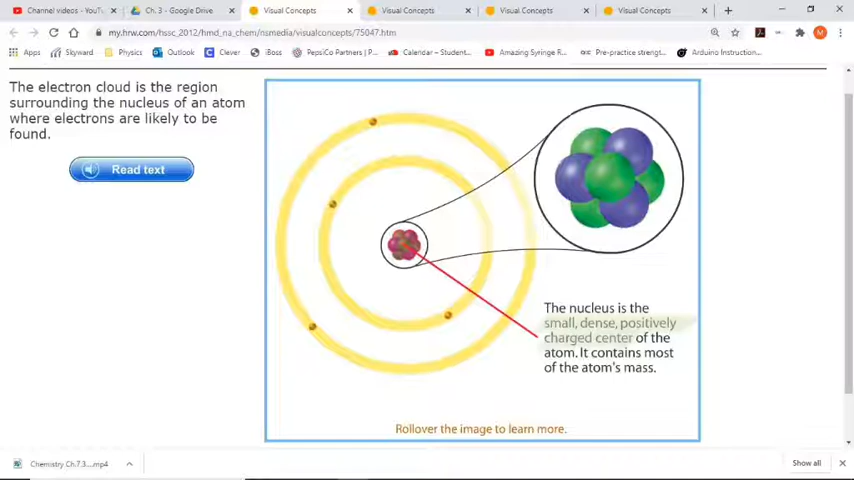 Channel videos - YouTu
Ch. 3 - Google Drive
Visual Concepts
Visual Concepts
Visual Concepts
Visual Concepts
my.hrw.com/hssc_2012/hmd_na_chem/nsmedia/visualconcepts/75047.htm
Apps
Skyward
Physics
Outlook
Clever
iBoss
PepsiCo Partners | P...
Calendar – Student...
Amazing Syringe R...
Pre-practice strengt...
Arduino Instruction...
The electron cloud is the region
surrounding the nucleus of an atom
where electrons are likely to be
found.
Read text
The nucleus is the
small, dense, positively
charged center of the
atom. It contains most
of the atom's mass.
Rollover the image to learn more.
Chemistry Ch.7.3....mp4
Show all